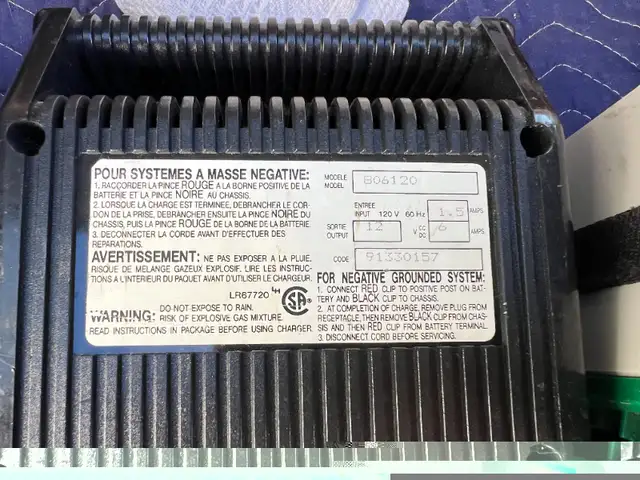 POUR SYSTEMES A MASSE NEGATIVE:
1. RACCORDER LA PINCE ROUGE A LA BORNE POSITIVE DE LA
BATTERIE ET LA PINCE NOIRE AU CHASSIS.
2. LORSQUE LA CHARGE EST TERMINEE, DEBRANCHER LE COR-
DON DE LA PRISE, DEBRANCHER ENSUITE LA PINCE NOIRE DU
CHASSIS, PUIS LA PINCE ROUGE DE LA BORNE DE BATTERIE.
3. DECONNECTER LA CORDE AVANT D'EFFECTUER DES
REPARATIONS.
AVERTISSEMENT: NE PAS EXPOSER A LA PLUIE.
RISQUE DE MELANGE GAZEUX EXPLOSIF, LIRE LES INSTRUC-
TIONS A L'INTERIEUR DU PAQUET AVANT D'UTILISER LE CHARGEUR.
LR67720 LH SA
WARNING: DO NOT EXPOSE TO RAIN.
RISK OF EXPLOSIVE GAS MIXTURE.
READ INSTRUCTIONS IN PACKAGE BEFORE USING CHARGER.
MODELE
MODEL 806120
ENTREE
INPUT 120 V 60 Hz 1.5 AMPS
SORTIE
OUTPUT 12 V CC
DC 6 AMPS
CODE 91330157
FOR NEGATIVE GROUNDED SYSTEM:
1. CONNECT RED CLIP TO POSITIVE POST ON BAT-
TERY AND BLACK CLIP TO CHASSIS.
2. AT COMPLETION OF CHARGE, REMOVE PLUG FROM
RECEPTACLE, THEN REMOVE BLACK CLIP FROM CHAS-
SIS AND THEN RED CLIP FROM BATTERY TERMINAL.
3. DISCONNECT CORD BEFORE SERVICING.